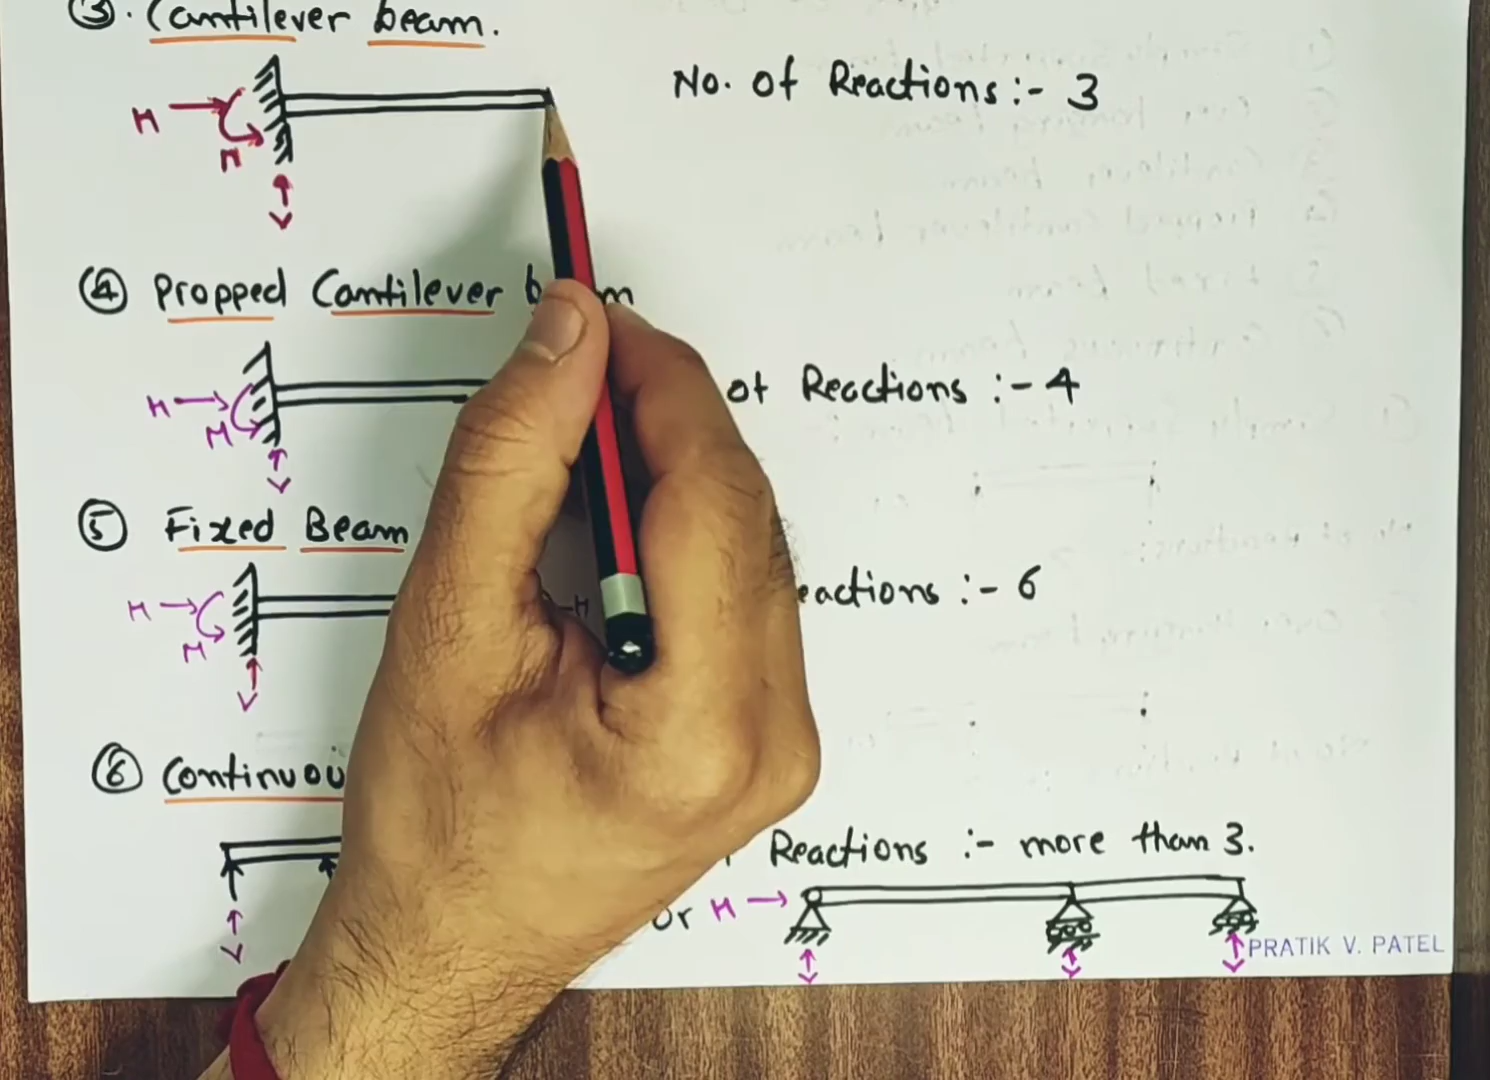 ③. Cantilever beam.
No. of Reactions :- 3
H →
M
V
④ Propped Cantilever
of Reactions :- 4
H →
M
V
⑤ Fixed Beam
Reactions :- 6
H →
M
H
V
⑥ Continuou
Reactions :- more than 3.
or H →
V
V V V
PRATIK V. PATEL